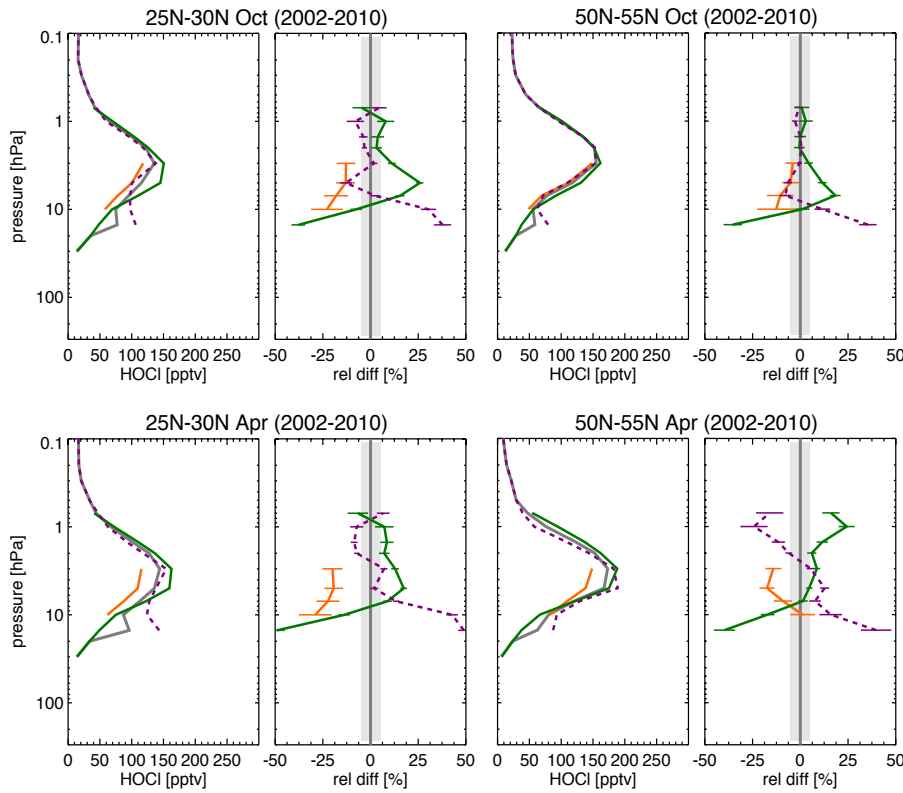 25N-30N Oct (2002-2010)
50N-55N Oct (2002-2010)
0.1
1
10
100
pressure [hPa]
0 50 100 150 200 250
HOCl [pptv]
-50 -25 0 25 50
rel diff [%]
0 50 100 150 200 250
HOCl [pptv]
-50 -25 0 25 50
rel diff [%]
25N-30N Apr (2002-2010)
50N-55N Apr (2002-2010)
0.1
1
10
100
pressure [hPa]
0 50 100 150 200 250
HOCl [pptv]
-50 -25 0 25 50
rel diff [%]
0 50 100 150 200 250
HOCl [pptv]
-50 -25 0 25 50
rel diff [%]